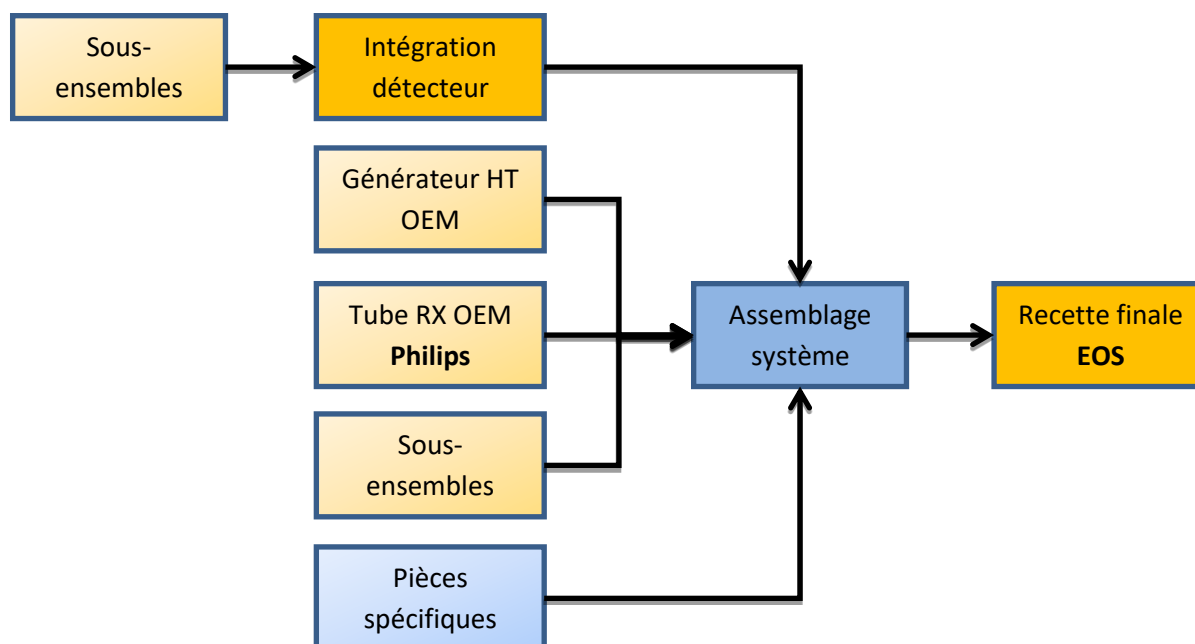 Sous-
ensembles
Intégration
détecteur
Générateur HT
OEM
Tube RX OEM
Philips
Sous-
ensembles
Pièces
spécifiques
Assemblage
système
Recette finale
EOS